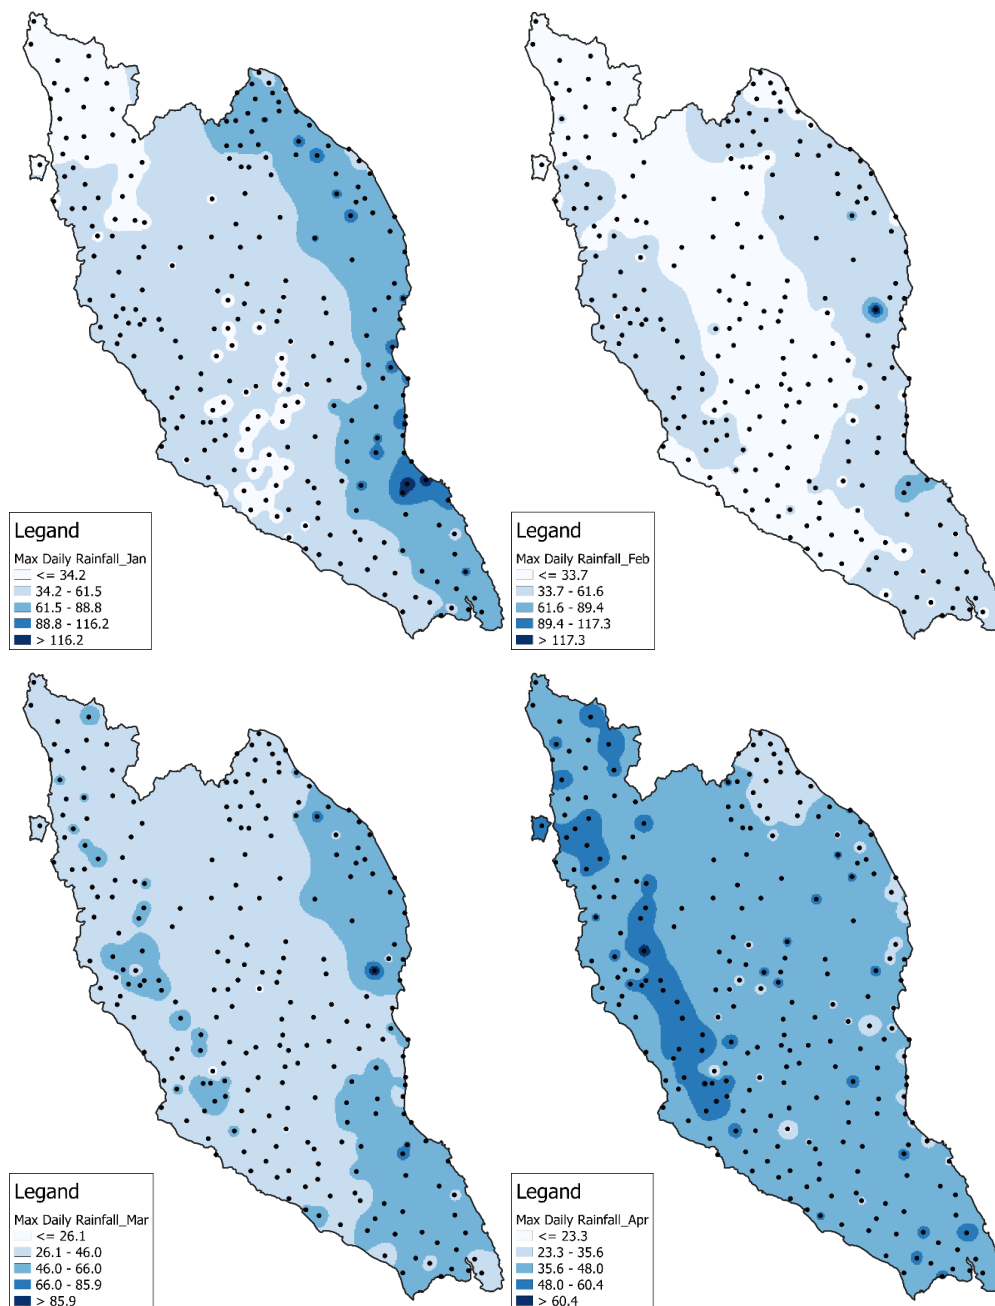 Legand
Max Daily Rainfall_Jan
<= 34.2
34.2 - 61.5
61.5 - 88.8
88.8 - 116.2
> 116.2
Legand
Max Daily Rainfall_Feb
<= 33.7
33.7 - 61.6
61.6 - 89.4
89.4 - 117.3
> 117.3
Legand
Max Daily Rainfall_Mar
<= 26.1
26.1 - 46.0
46.0 - 66.0
66.0 - 85.9
> 85.9
Legand
Max Daily Rainfall_Apr
<= 23.3
23.3 - 35.6
35.6 - 48.0
48.0 - 60.4
> 60.4